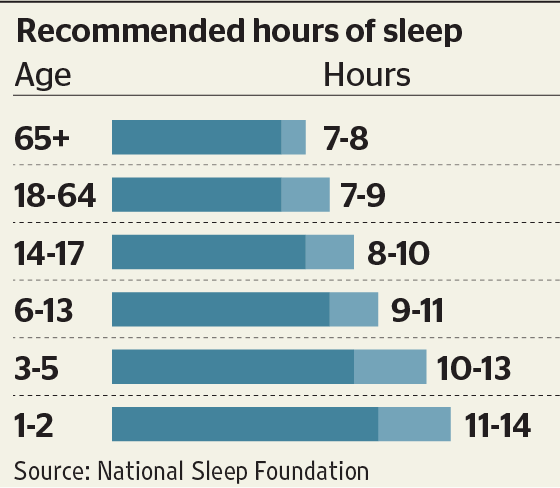 Recommended hours of sleep
Age Hours
65+ 7-8
18-64 7-9
14-17 8-10
6-13 9-11
3-5 10-13
1-2 11-14
Source: National Sleep Foundation